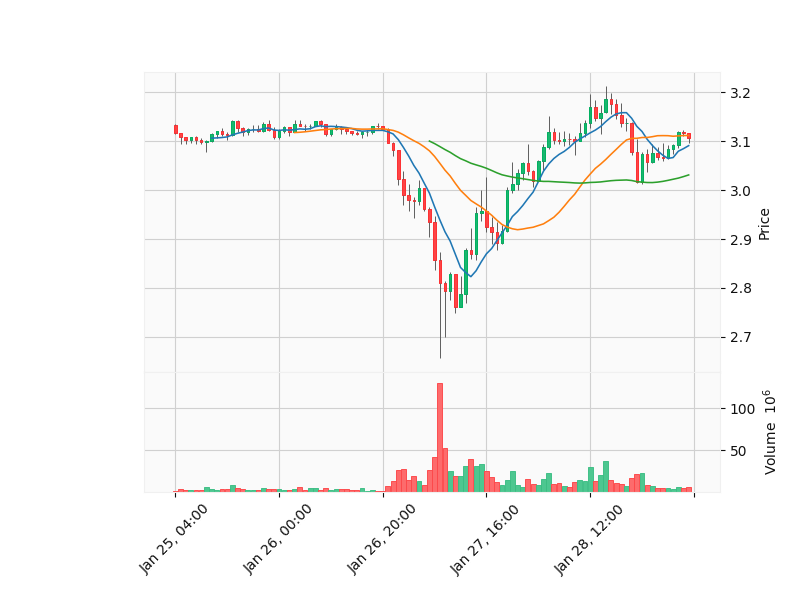 3.2
3.1
3.0
2.9
2.8
2.7
Price
100
50
Volume 10^6
Jan 25, 04:00
Jan 26, 00:00
Jan 26, 20:00
Jan 27, 16:00
Jan 28, 12:00